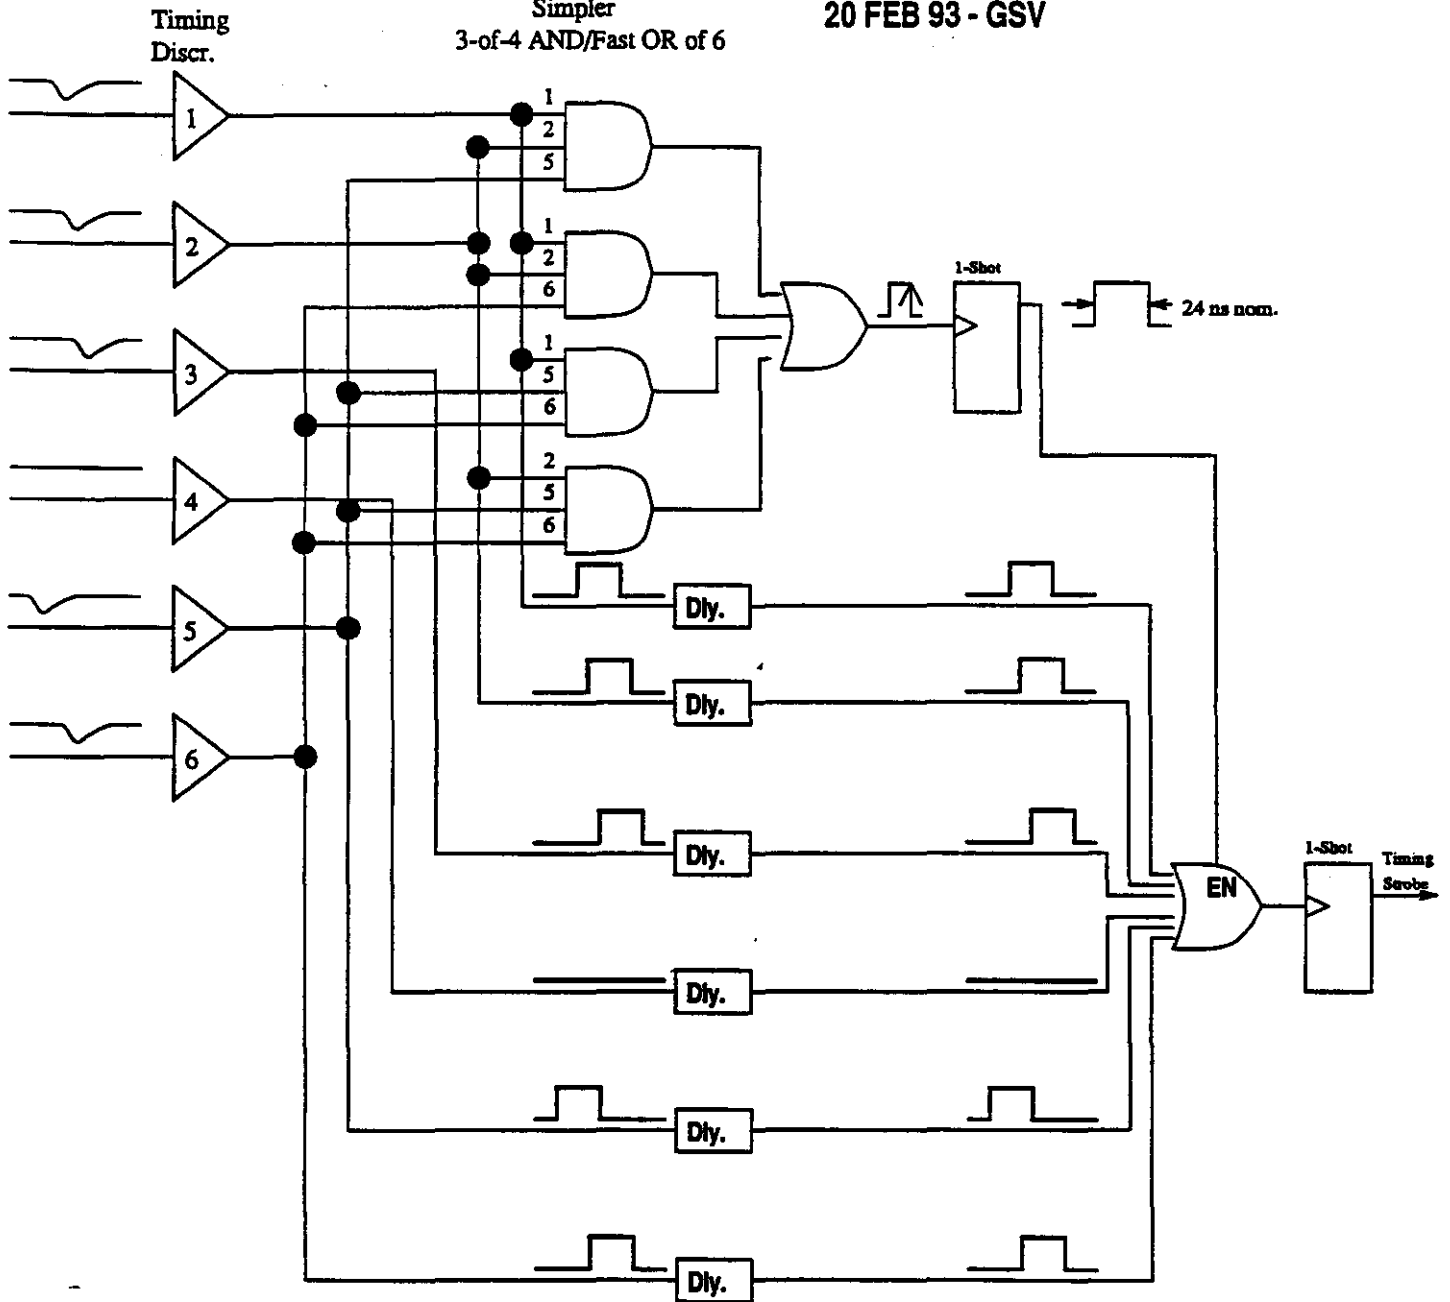 Timing
Discr.
Simpler
3-of-4 AND/Fast OR of 6
20 FEB 93 - GSV
1
1
2
5
2
1
2
6
1-Shot
24 ns nom.
3
1
5
6
4
2
5
6
Dly.
5
Dly.
6
Dly.
EN
1-Shot
Timing
Strobe
Dly.
Dly.
Dly.